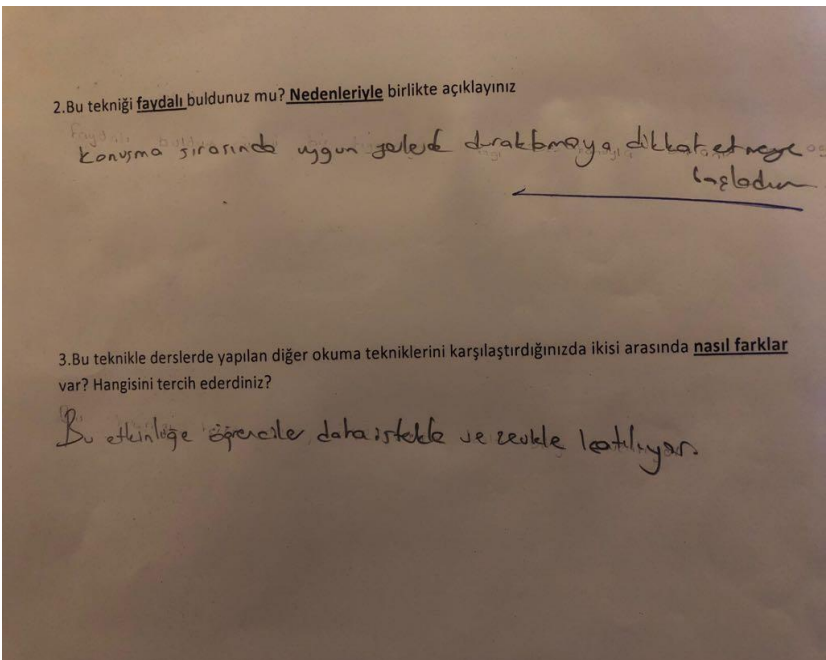 2.Bu tekniği faydalı buldunuz mu? Nedenleriyle birlikte açıklayınız
Konuşma sırasında uygun yerlerde duraklamaya dikkat etmeye
başladım
3.Bu teknikle derslerde yapılan diğer okuma tekniklerini karşılaştırdığınızda ikisi arasında nasıl farklar
var? Hangisini tercih ederdiniz?
Bu etkinliğe öğrenciler daha istekle ve zevkle katılıyor.